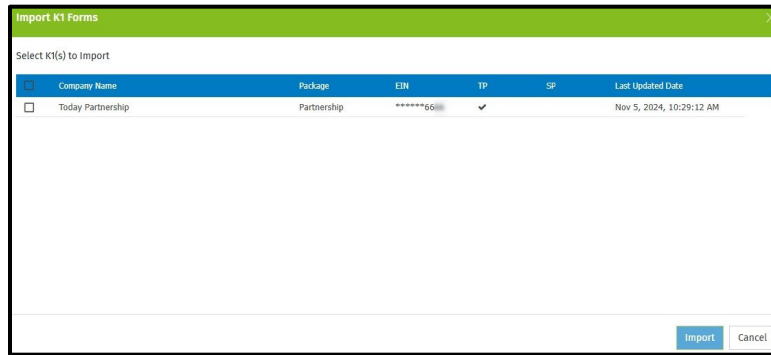 Import K1 Forms
Select K1(s) to Import
Company Name Package EIN TP SP Last Updated Date
Today Partnership Partnership ******66 Nov 5, 2024, 10:29:12 AM
Import Cancel